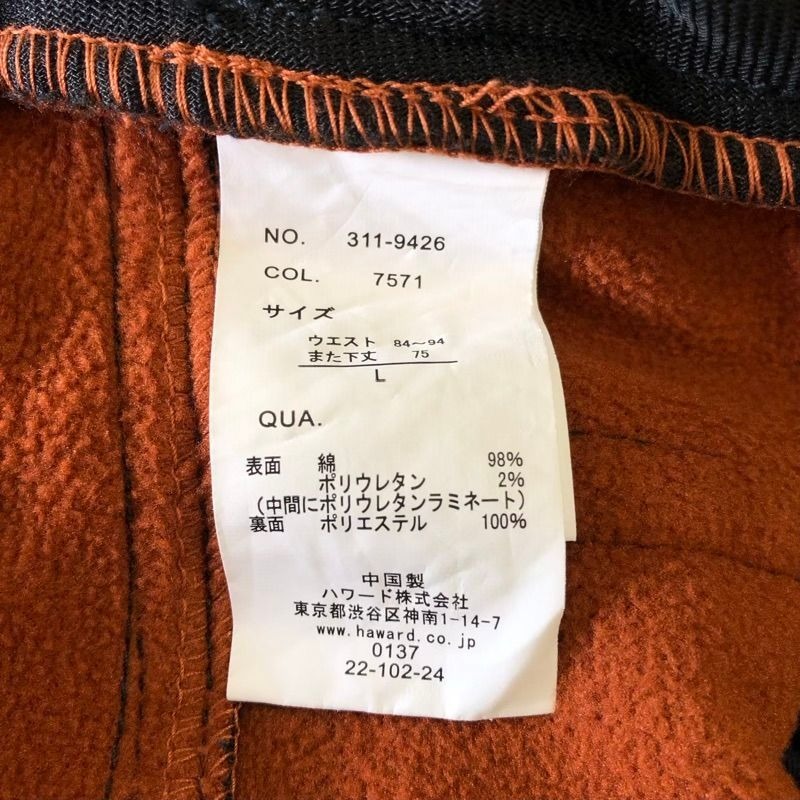 NO. 311-9426
COL. 7571
サイズ
ウエスト 84～94
また下丈 75
L
QUA.
表面 綿 98%
ポリウレタン 2%
(中間にポリウレタンラミネート)
裏面 ポリエステル 100%
中国製
ハワード株式会社
東京都渋谷区神南1-14-7
www.haward.co.jp
0137
22-102-24